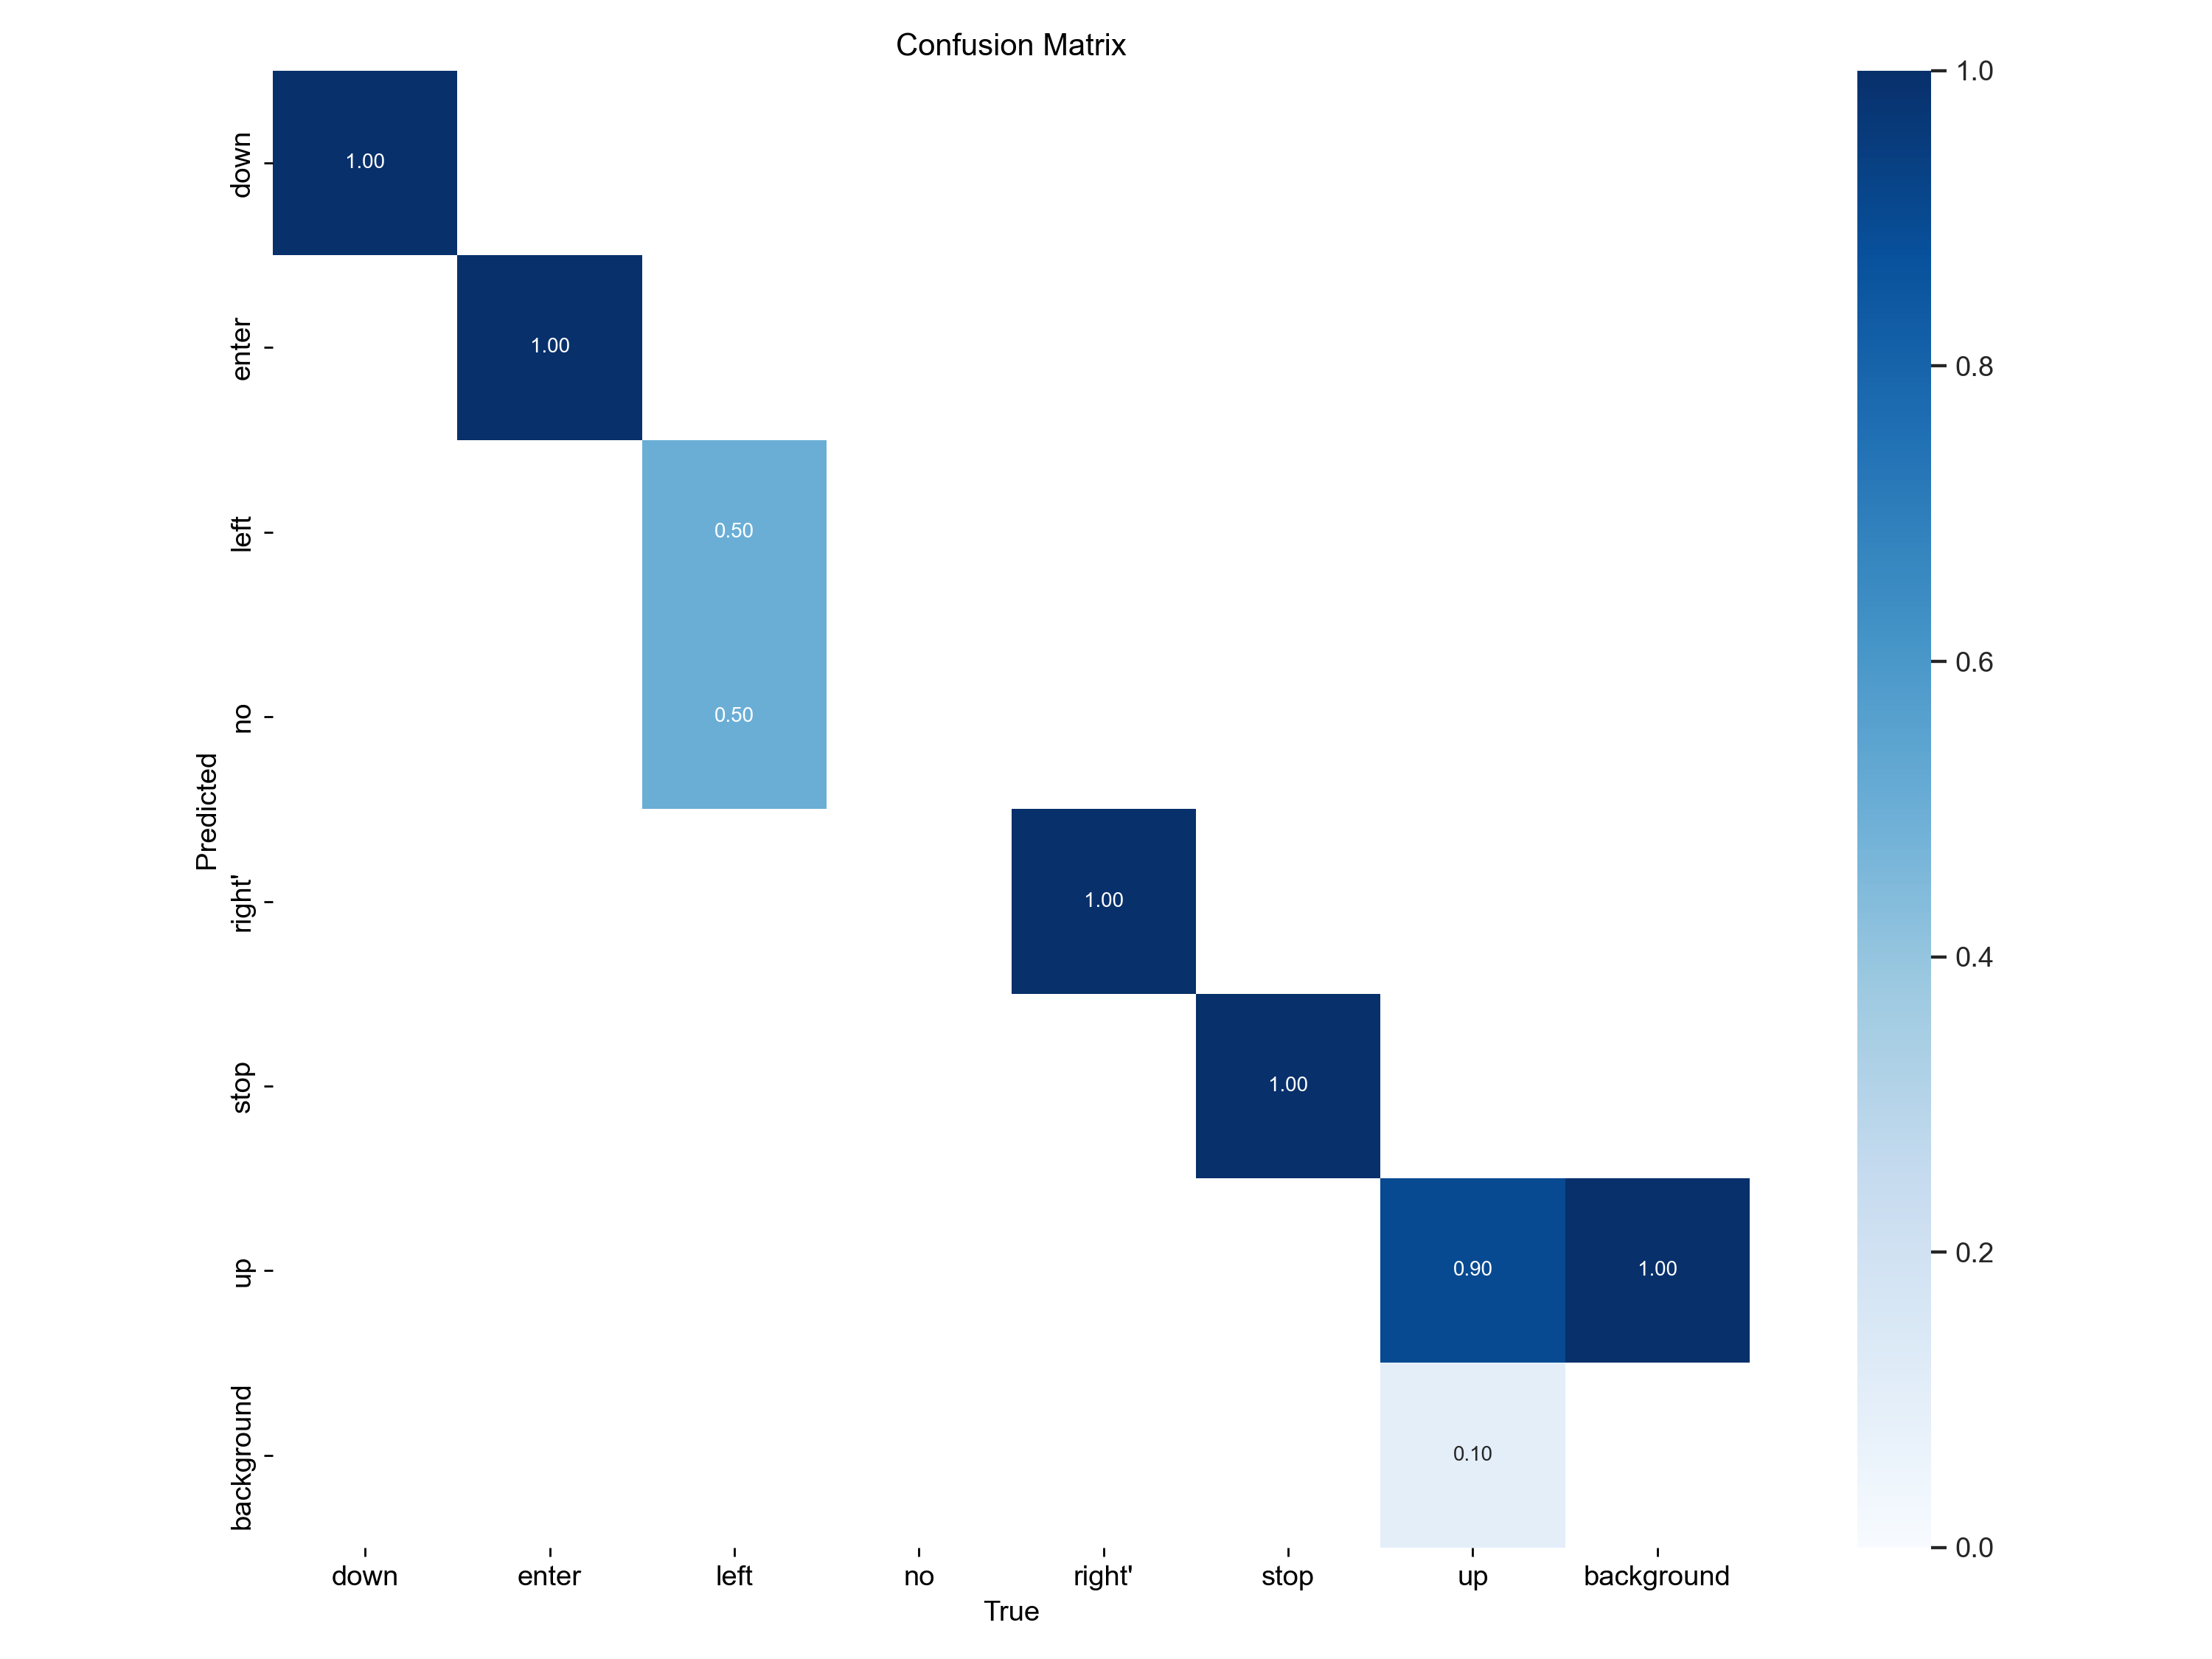 Confusion Matrix
down
enter
left
no
right'
stop
up
background
Predicted
1.00
1.00
0.50
0.50
1.00
1.00
0.90 1.00
0.10
down enter left no right' stop up background
True
1.0
0.8
0.6
0.4
0.2
0.0